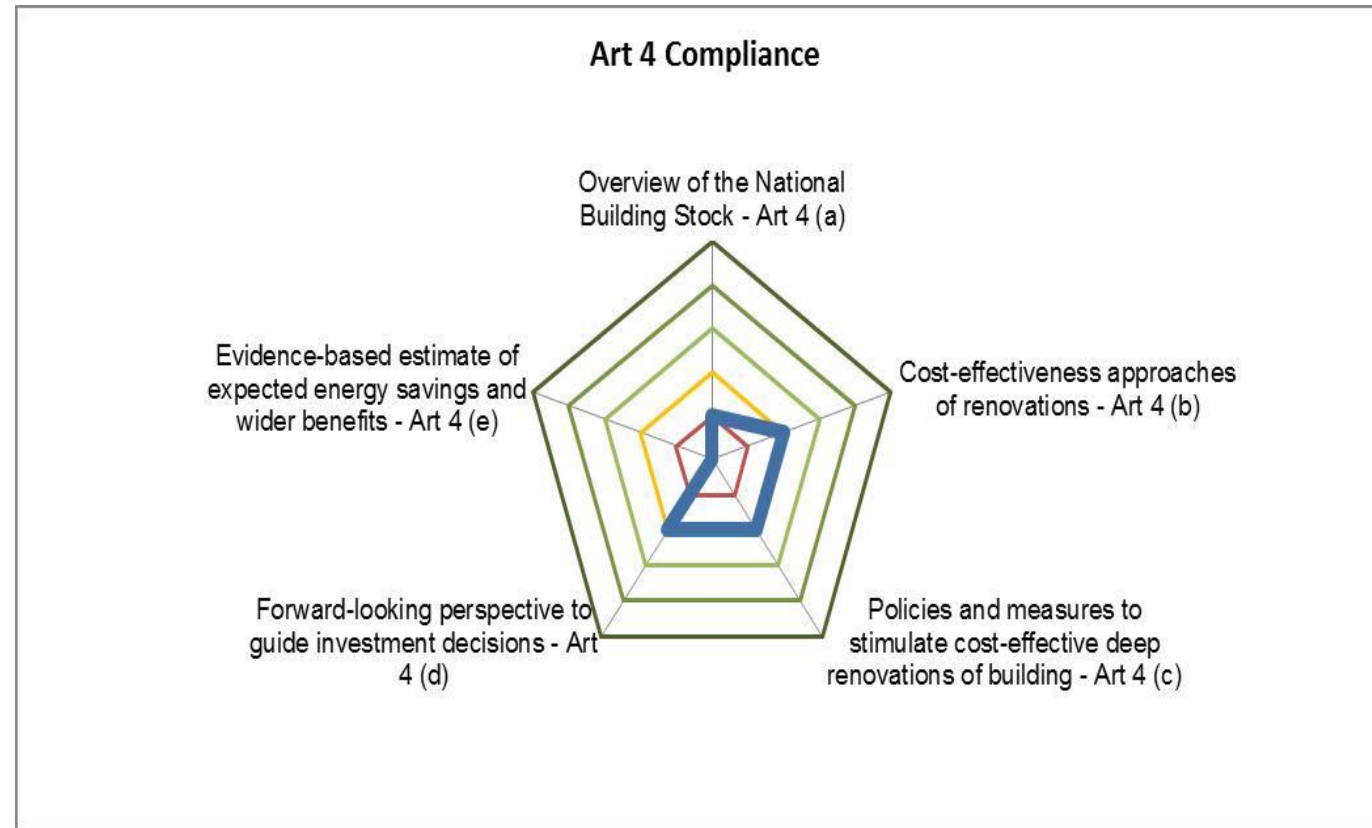 Art 4 Compliance
Overview of the National
Building Stock - Art 4 (a)
Cost-effectiveness approaches
of renovations - Art 4 (b)
Policies and measures to
stimulate cost-effective deep
renovations of building - Art 4 (c)
Forward-looking perspective to
guide investment decisions - Art
4 (d)
Evidence-based estimate of
expected energy savings and
wider benefits - Art 4 (e)